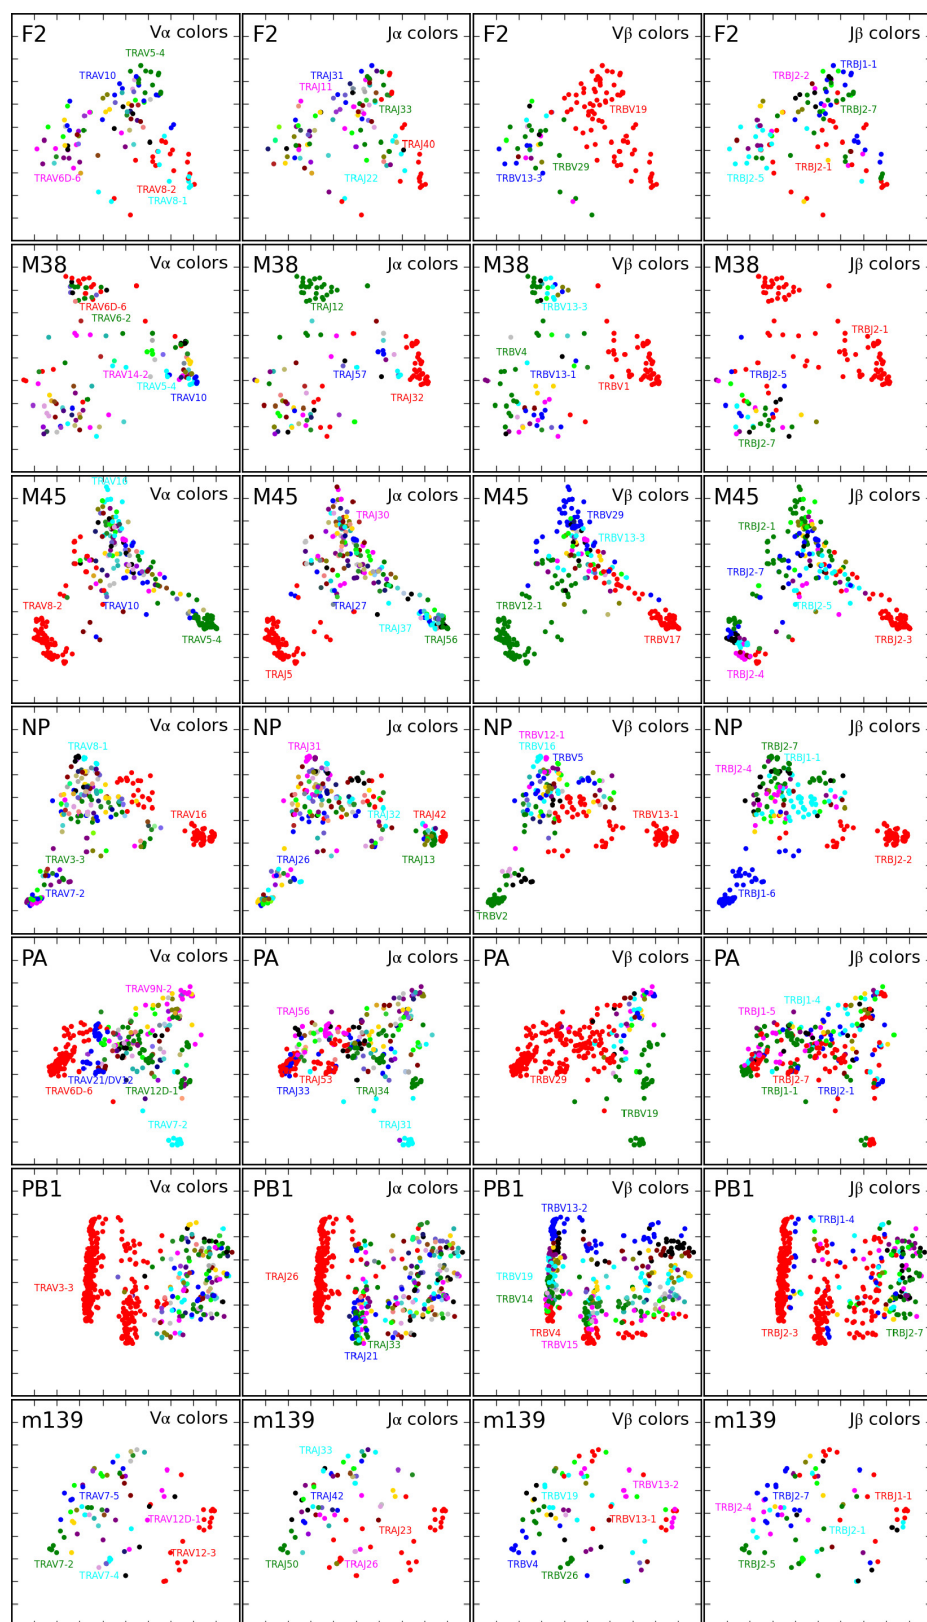 F2 Vα colors
TRAV5-4
TRAV10
TRAV6D-6
TRAV8-2
TRAV8-1
F2 Jα colors
TRAJ31
TRAJ11
TRAJ33
TRAJ40
TRAJ22
F2 Vβ colors
TRBV19
TRBV29
TRBV13-3
F2 Jβ colors
TRBJ1-1
TRBJ2-2
TRBJ2-7
TRBJ2-1
TRBJ2-5
M38 Vα colors
TRAV6D-6
TRAV6-2
TRAV14-2
TRAV5-4
TRAV10
M38 Jα colors
TRAJ12
TRAJ57
TRAJ32
M38 Vβ colors
TRBV13-3
TRBV4
TRBV13-1
TRBV1
M38 Jβ colors
TRBJ2-1
TRBJ2-5
TRBJ2-7
M45 Vα colors
TRAV16
TRAV8-2
TRAV10
TRAV5-4
M45 Jα colors
TRAJ30
TRAJ27
TRAJ37
TRAJ56
TRAJ5
M45 Vβ colors
TRBV29
TRBV13-3
TRBV12-1
TRBV17
M45 Jβ colors
TRBJ2-1
TRBJ2-7
TRBJ2-5
TRBJ2-3
TRBJ2-4
NP Vα colors
TRAV8-1
TRAV16
TRAV3-3
TRAV7-2
NP Jα colors
TRAJ31
TRAJ32
TRAJ42
TRAJ13
TRAJ26
NP Vβ colors
TRBV12-1
TRBV16
TRBV5
TRBV13-1
TRBV2
NP Jβ colors
TRBJ2-7
TRBJ1-1
TRBJ2-4
TRBJ2-2
TRBJ1-6
PA Vα colors
TRAV9N-2
TRAV21/DV12
TRAV6D-6
TRAV12D-1
TRAV7-2
PA Jα colors
TRAJ56
TRAJ53
TRAJ33
TRAJ34
TRAJ31
PA Vβ colors
TRBV29
TRBV19
PA Jβ colors
TRBJ1-4
TRBJ1-5
TRBJ2-7
TRBJ1-1
TRBJ2-1
PB1 Vα colors
TRAV3-3
PB1 Jα colors
TRAJ26
TRAJ33
TRAJ21
PB1 Vβ colors
TRBV13-2
TRBV19
TRBV14
TRBV4
TRBV15
PB1 Jβ colors
TRBJ1-4
TRBJ2-3
TRBJ2-7
m139 Vα colors
TRAV7-5
TRAV12D-1
TRAV12-3
TRAV7-2
TRAV7-4
m139 Jα colors
TRAJ33
TRAJ42
TRAJ23
TRAJ50
TRAJ26
m139 Vβ colors
TRBV13-2
TRBV19
TRBV13-1
TRBV4
TRBV26
m139 Jβ colors
TRBJ1-1
TRBJ2-7
TRBJ2-4
TRBJ2-1
TRBJ2-5